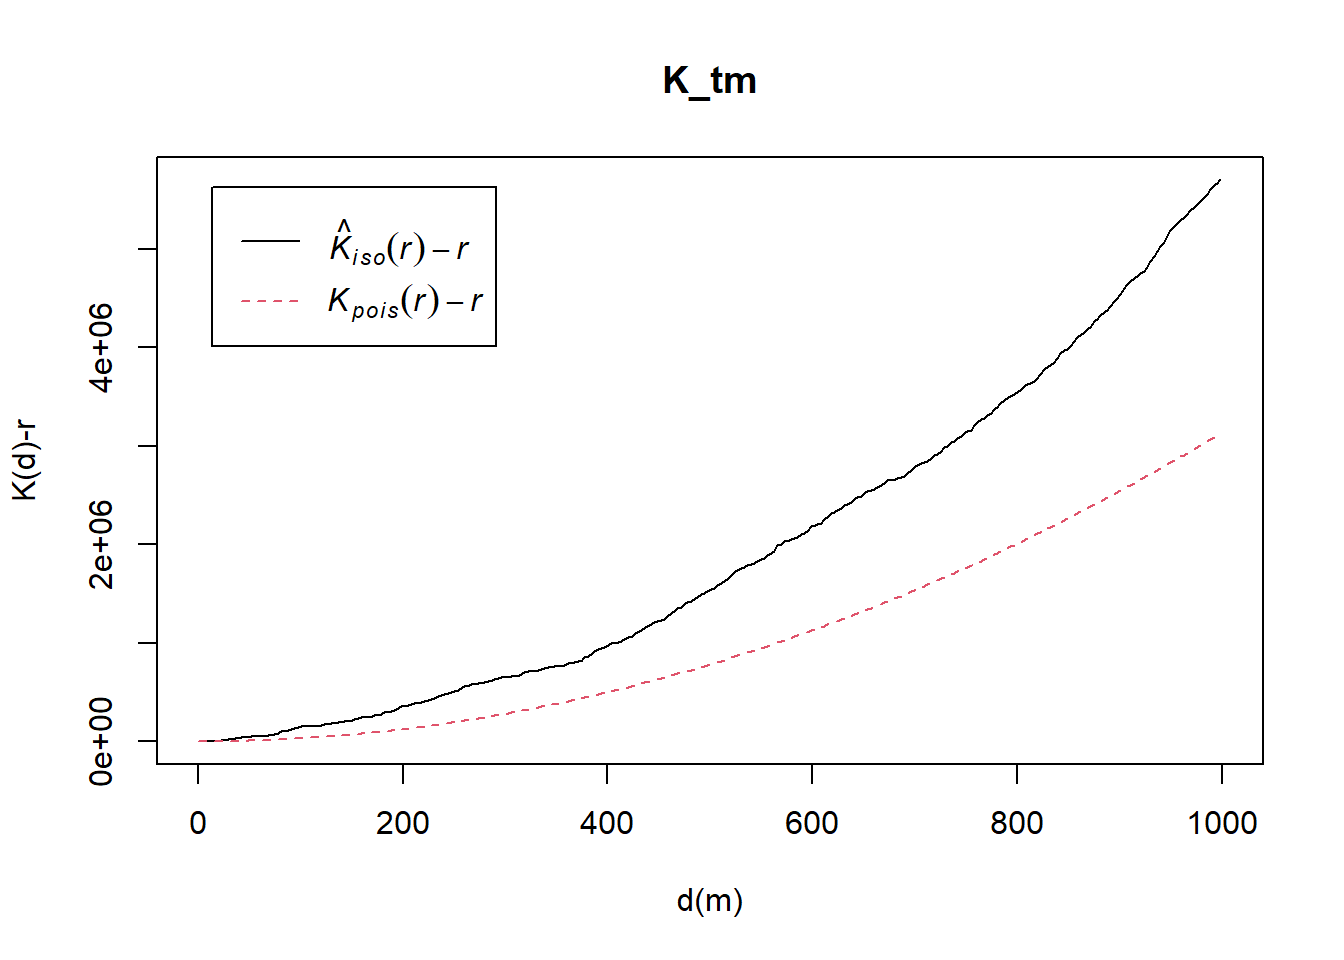 K_tm
K̂iso(r) – r
Kpois(r) – r
K(d)-r
0e+00 2e+06 4e+06
0 200 400 600 800 1000
d(m)